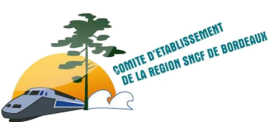 COMITE D'ETABLISSEMENT
DE LA REGION SNCF DE BORDEAUX